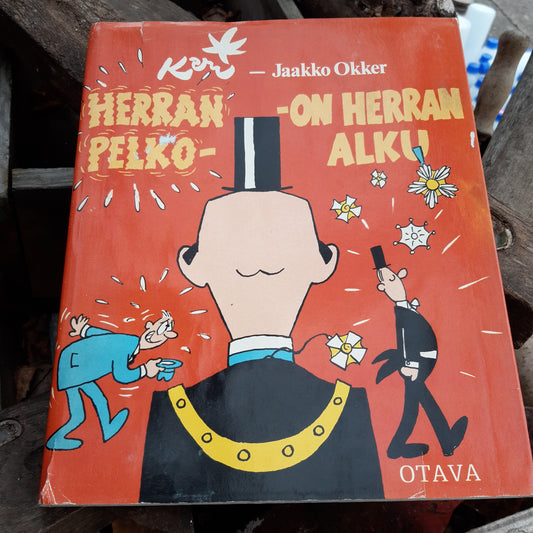 Kari
— Jaakko Okker
HERRAN
PELKO-
-ON HERRAN
ALKU
OTAVA